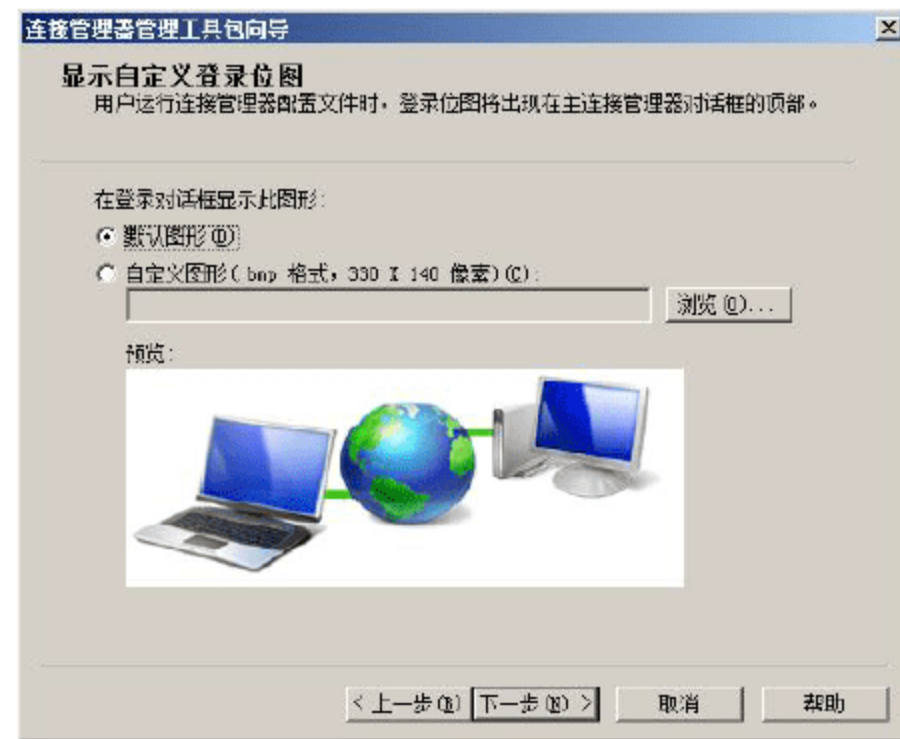 连接管理器管理工具包向导
显示自定义登录位图
用户运行连接管理器配置文件时，登录位图将出现在主连接管理器对话框的顶部。
在登录对话框显示此图形:
默认图形(D)
自定义图形(bmp 格式，330 X 140 像素)(C):
浏览(O)...
预览:
< 上一步(B) 下一步(N) > 取消 帮助